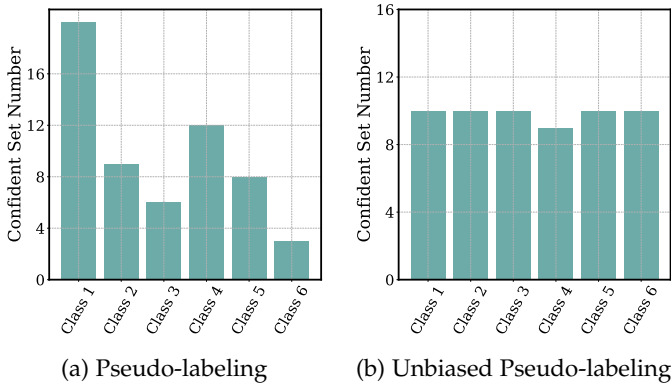 Confident Set Number
16
12
8
4
0
Class 1
Class 2
Class 3
Class 4
Class 5
Class 6
(a) Pseudo-labeling
Confident Set Number
16
12
8
4
0
Class 1
Class 2
Class 3
Class 4
Class 5
Class 6
(b) Unbiased Pseudo-labeling